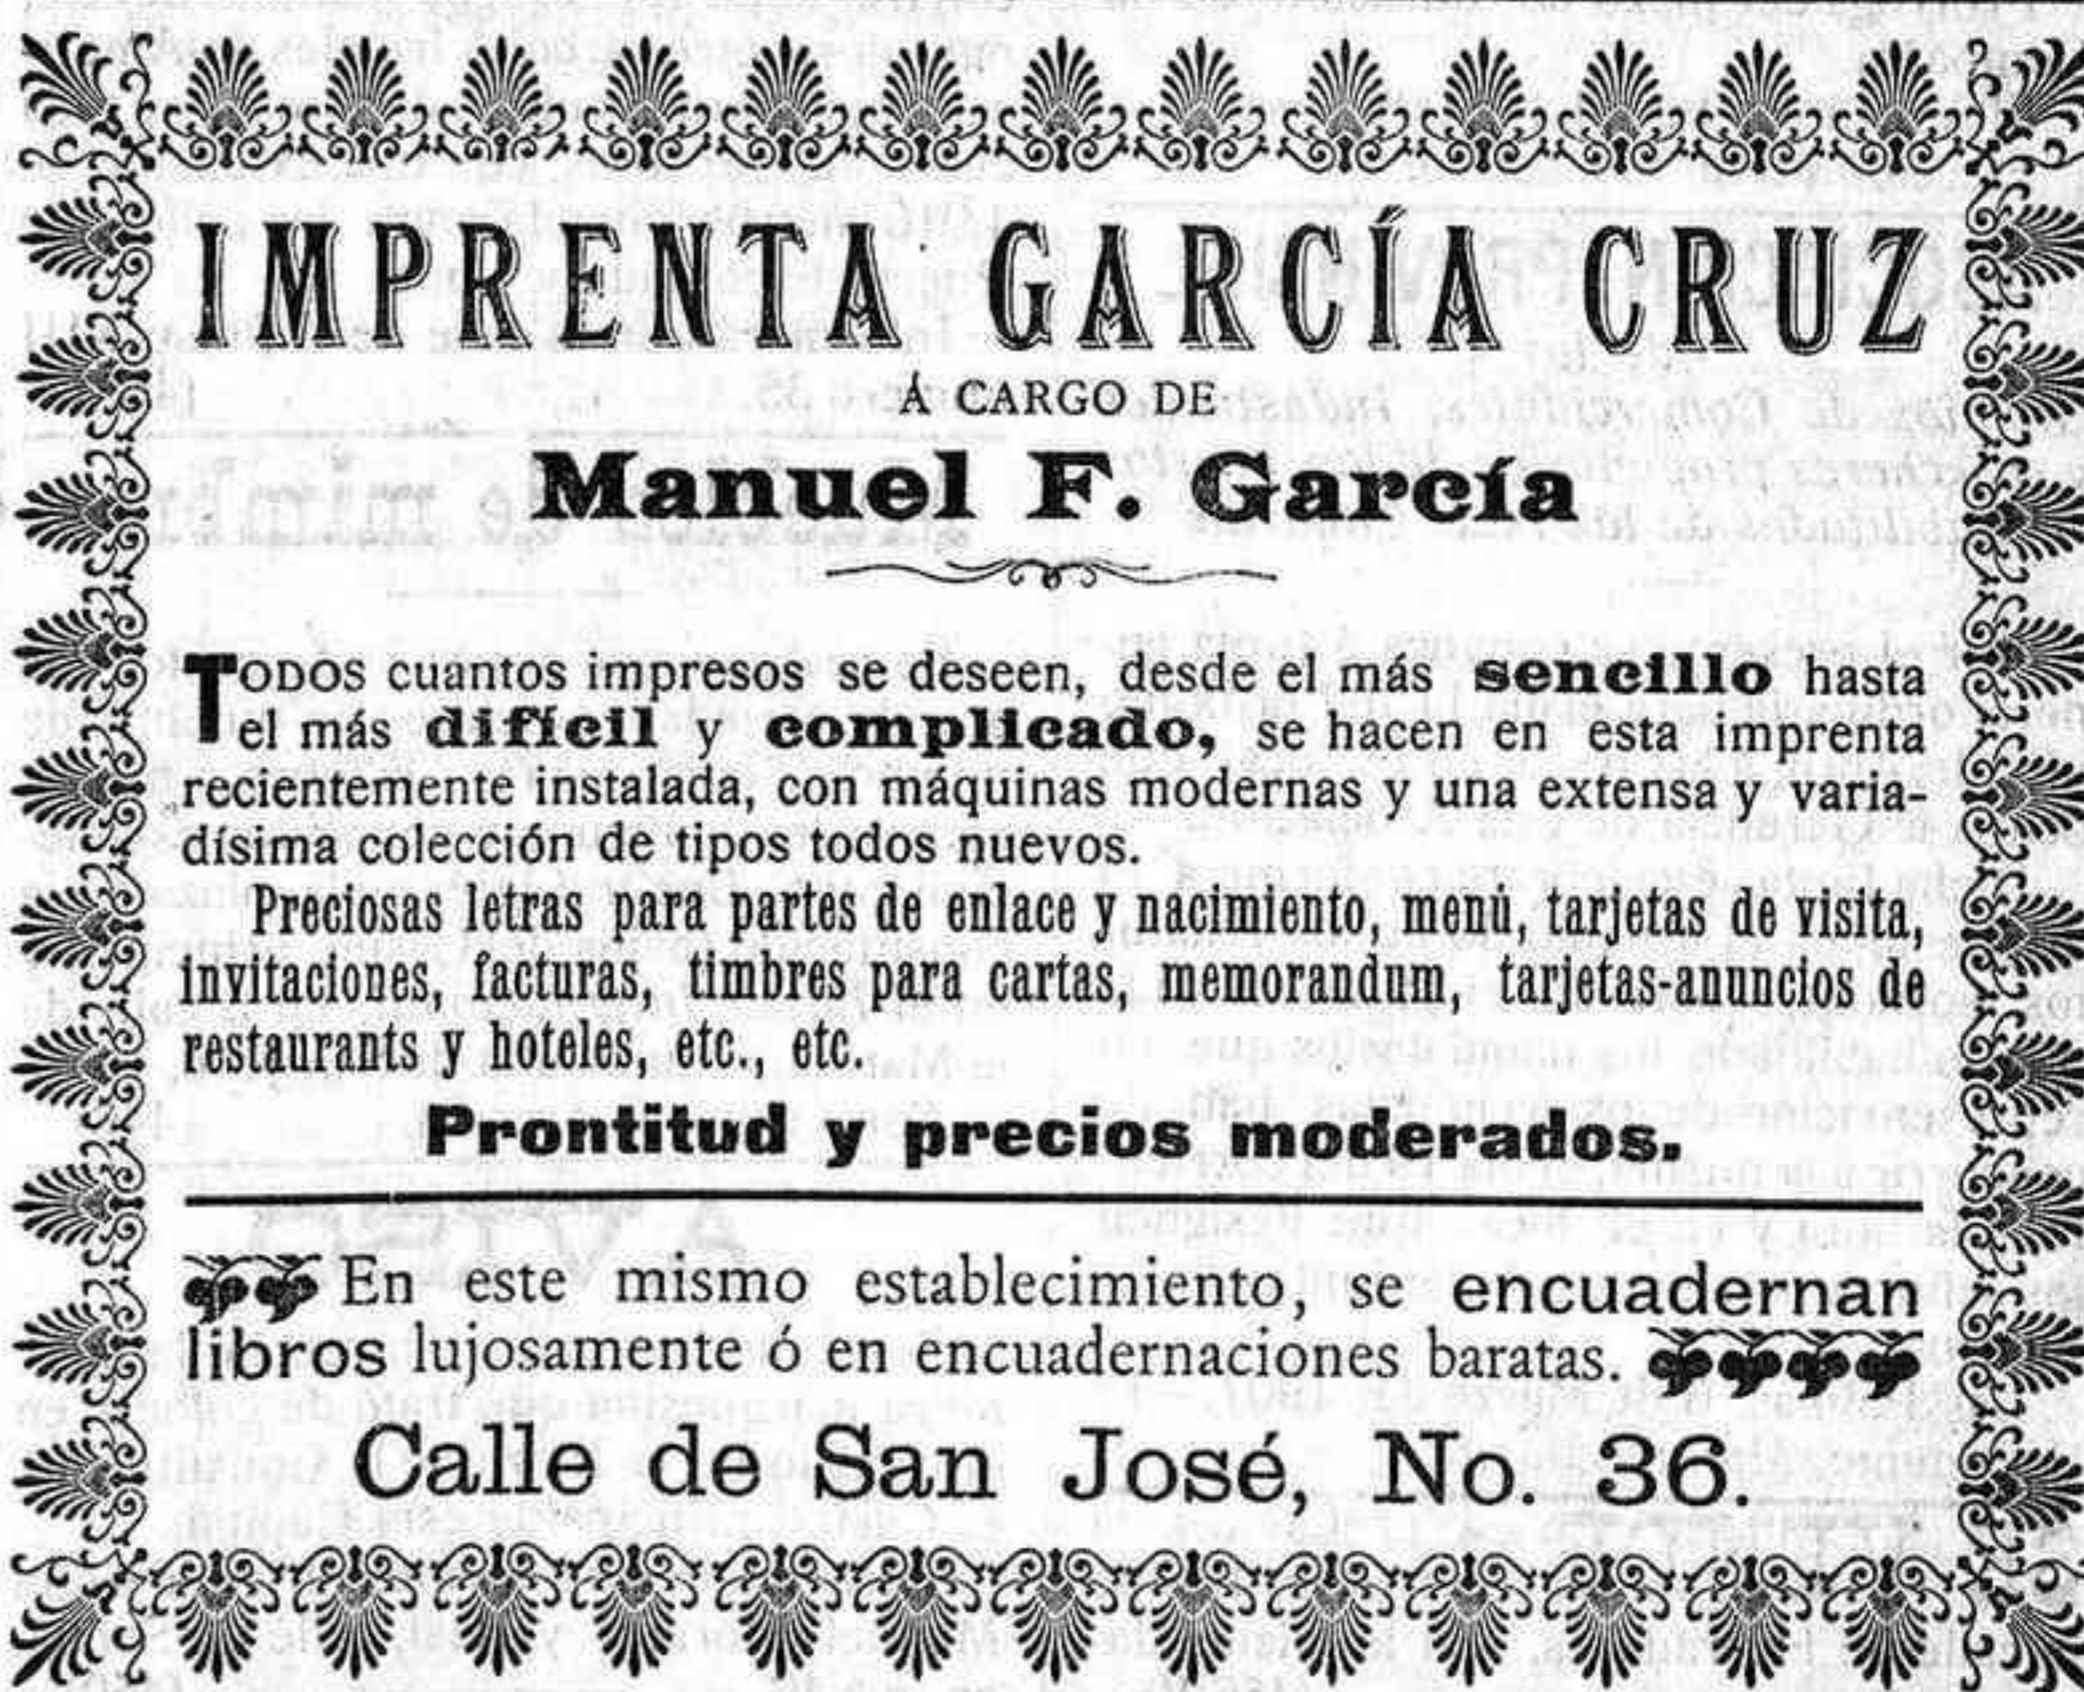 IMPRENTA GARCÍA CRUZ
Á CARGO DE
Manuel F. García
TODOS cuantos impresos se deseen, desde el más sencillo hasta
el más difícil y complicado, se hacen en esta imprenta
recientemente instalada, con máquinas modernas y una extensa y varia-
dísima colección de tipos todos nuevos.
Preciosas letras para partes de enlace y nacimiento, menú, tarjetas de visita,
invitaciones, facturas, timbres para cartas, memorandum, tarjetas-anuncios de
restaurants y hoteles, etc., etc.
Prontitud y precios moderados.
En este mismo establecimiento, se encuadernan
libros lujosamente ó en encuadernaciones baratas.
Calle de San José, No. 36.